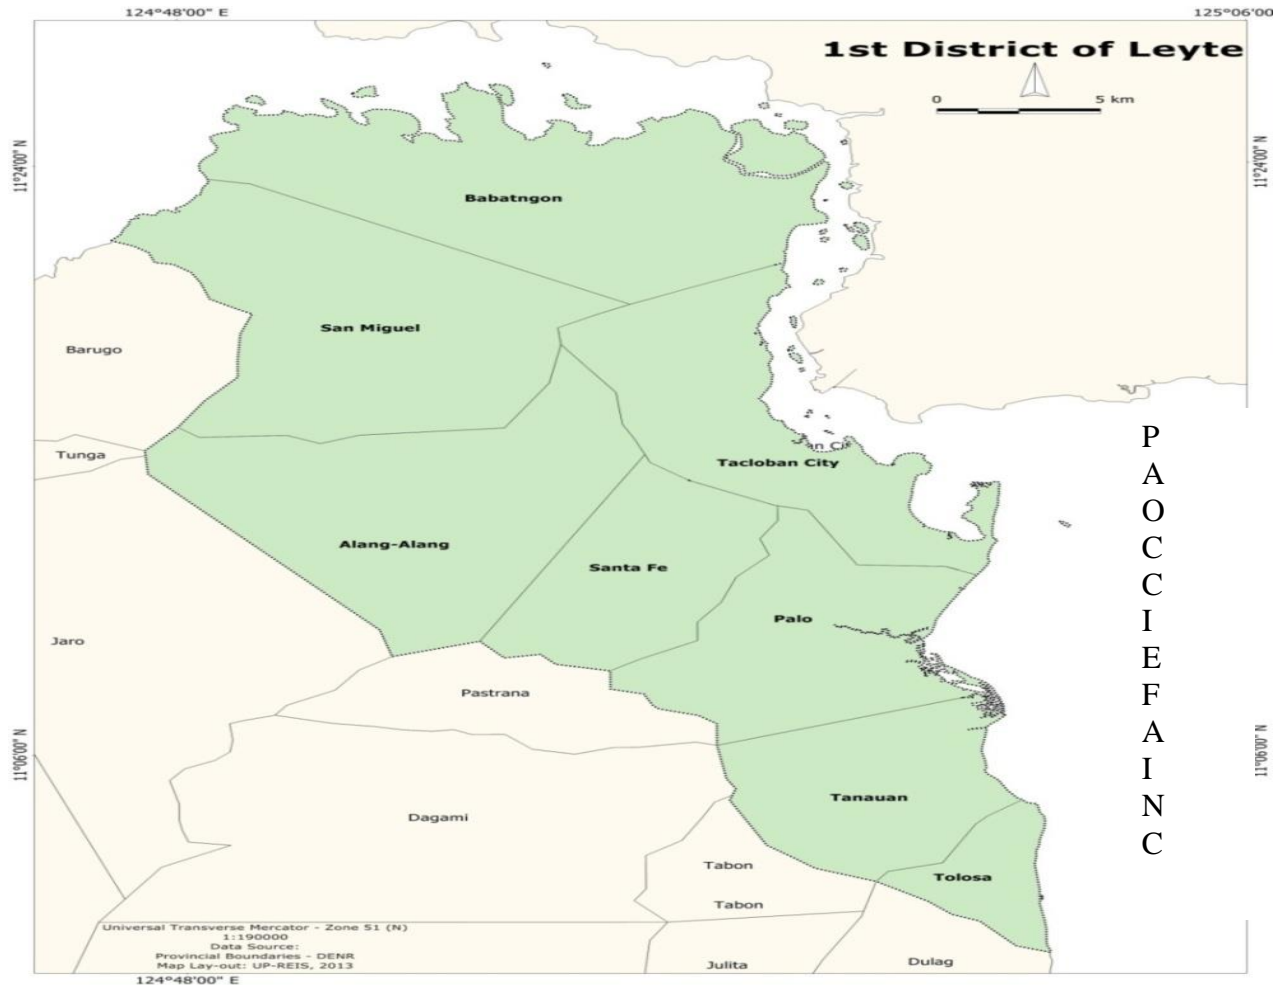 124°48'00" E
125°06'00"
1st District of Leyte
0 5 km
11°24'00" N
11°24'00" N
Babatngon
San Miguel
Barugo
Tunga
Tacloban City
Alang-Alang
Santa Fe
Palo
Jaro
Pastrana
11°06'00" N
11°06'00" N
Tanauan
Dagami
Tabon
Tolosa
Tabon
Universal Transverse Mercator - Zone 51 (N)
1:190000
Data Source:
Provincial Boundaries - DENR
Map Lay-out: UP-REIS, 2013
Julita
Dulag
124°48'00" E
P
A
O
C
C
I
E
F
A
I
N
C